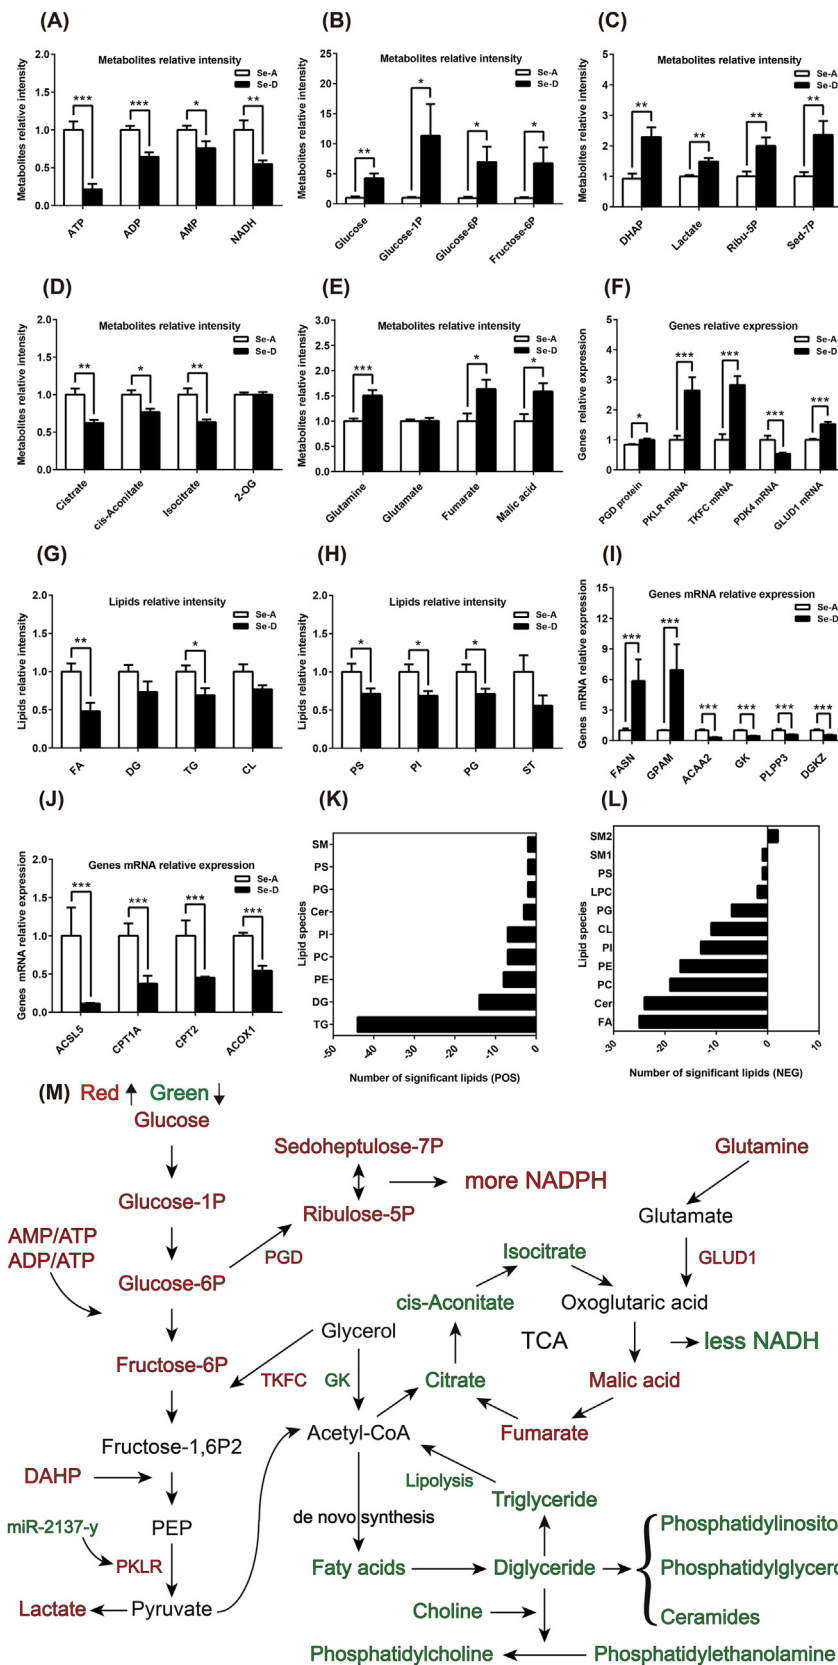 (A)
Metabolites relative intensity
Metabolites relative intensity
2.0
1.5
1.0
0.5
0.0
Se-A
Se-D
***
***
*
**
ATP
ADP
AMP
NADH
(B)
Metabolites relative intensity
Metabolites relative intensity
25
20
15
10
5
0
Se-A
Se-D
**
*
*
*
Glucose
Glucose-1P
Glucose-6P
Fructose-6P
(C)
Metabolites relative intensity
Metabolites relative intensity
5
4
3
2
1
0
Se-A
Se-D
**
**
**
**
DHAP
Lactate
Ribu-5P
Sed-7P
(D)
Metabolites relative intensity
Metabolites relative intensity
2.0
1.5
1.0
0.5
0.0
Se-A
Se-D
**
*
**
Cistrate
cis-Aconitate
Isocitrate
2-OG
(E)
Metabolites relative intensity
Metabolites relative intensity
3.0
2.5
2.0
1.5
1.0
0.5
0.0
Se-A
Se-D
***
*
*
Glutamine
Glutamate
Fumarate
Malic acid
(F)
Genes relative expression
Genes relative expression
5
4
3
2
1
0
Se-A
Se-D
*
***
***
***
***
PGD protein
PKLR mRNA
TKFC mRNA
PDK4 mRNA
GLUD1 mRNA
(G)
Lipids relative intensity
Lipids relative intensity
2.0
1.5
1.0
0.5
0.0
Se-A
Se-D
**
*
FA
DG
TG
CL
(H)
Lipids relative intensity
Lipids relative intensity
2.0
1.5
1.0
0.5
0.0
Se-A
Se-D
*
*
*
PS
PI
PG
ST
(I)
Genes mRNA relative expression
Genes mRNA relative expression
15
12
9
6
3
0
Se-A
Se-D
***
***
***
***
***
***
FASN
GPAM
ACAA2
GK
PLPP3
DGKZ
(J)
Genes mRNA relative expression
Genes mRNA relative expression
2.0
1.5
1.0
0.5
0.0
Se-A
Se-D
***
***
***
***
ACSL5
CPT1A
CPT2
ACOX1
(K)
Lipid species
SM
PS
PG
Cer
PI
PC
PE
DG
TG
-50
-40
-30
-20
-10
0
Number of significant lipids (POS)
(L)
Lipid species
SM2
SM1
PS
LPC
PG
CL
PI
PE
PC
Cer
FA
-30
-20
-10
0
10
Number of significant lipids (NEG)
(M) Red Green
Glucose
Sedoheptulose-7P
Glutamine
more NADPH
Glucose-1P
Ribulose-5P
Glutamate
AMP/ATP
ADP/ATP
PGD
Isocitrate
GLUD1
Glucose-6P
cis-Aconitate
Oxoglutaric acid
Glycerol
TCA
less NADH
Fructose-6P
TKFC
GK
Citrate
Malic acid
Acetyl-CoA
Fumarate
Fructose-1,6P2
DAHP
Lipolysis
Triglyceride
de novo synthesis
miR-2137-y
PEP
Phosphatidylinosito
PKLR
Faty acids
Diglyceride
Phosphatidylglycero
Lactate
Pyruvate
Choline
Ceramides
Phosphatidylcholine
Phosphatidylethanolamine